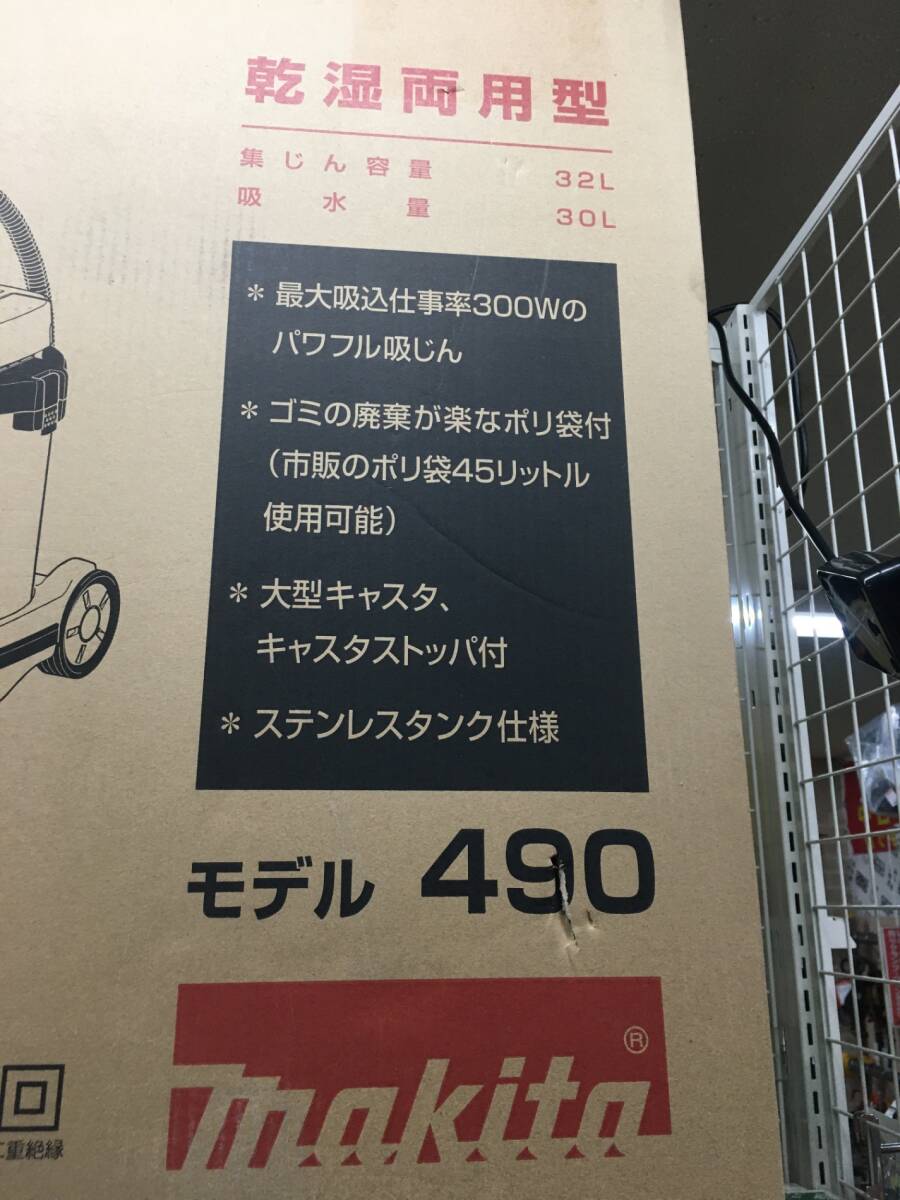 乾湿両用型
集じん容量 32L
吸水量 30L
* 最大吸込仕事率300Wの
パワフル吸じん
* ゴミの廃棄が楽なポリ袋付
(市販のポリ袋45リットル
使用可能)
* 大型キャスタ、
キャスタストッパ付
* ステンレスタンク仕様
モデル 490
makita®
二重絶縁